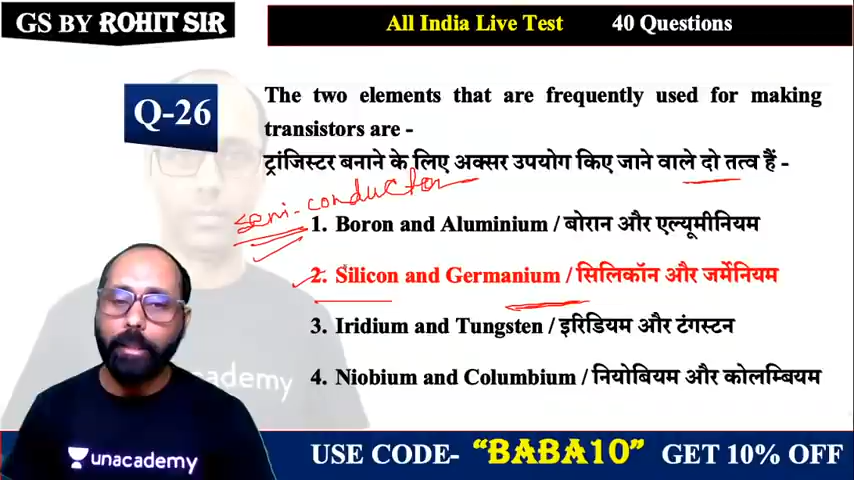 GS BY ROHIT SIR
All India Live Test 40 Questions
Q-26
The two elements that are frequently used for making
transistors are -
ट्रांजिस्टर बनाने के लिए अक्सर उपयोग किए जाने वाले दो तत्व हैं -
semi-conductor
1. Boron and Aluminium / बोरान और एल्यूमीनियम
2. Silicon and Germanium / सिलिकॉन और जर्मेनियम
3. Iridium and Tungsten / इरिडियम और टंगस्टन
4. Niobium and Columbium / नियोबियम और कोलम्बियम
unacademy
USE CODE- "BABA10" GET 10% OFF